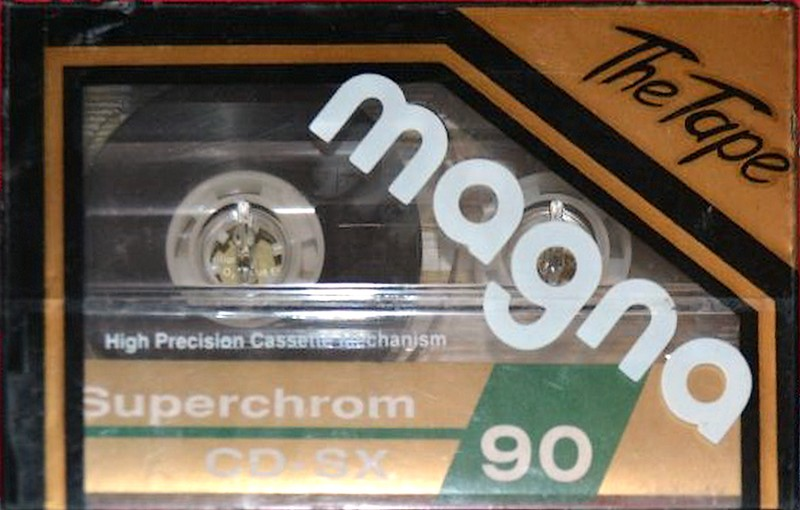 The Tape
magna
High Precision Cassette Mechanism
Superchrom
CD-SX
90